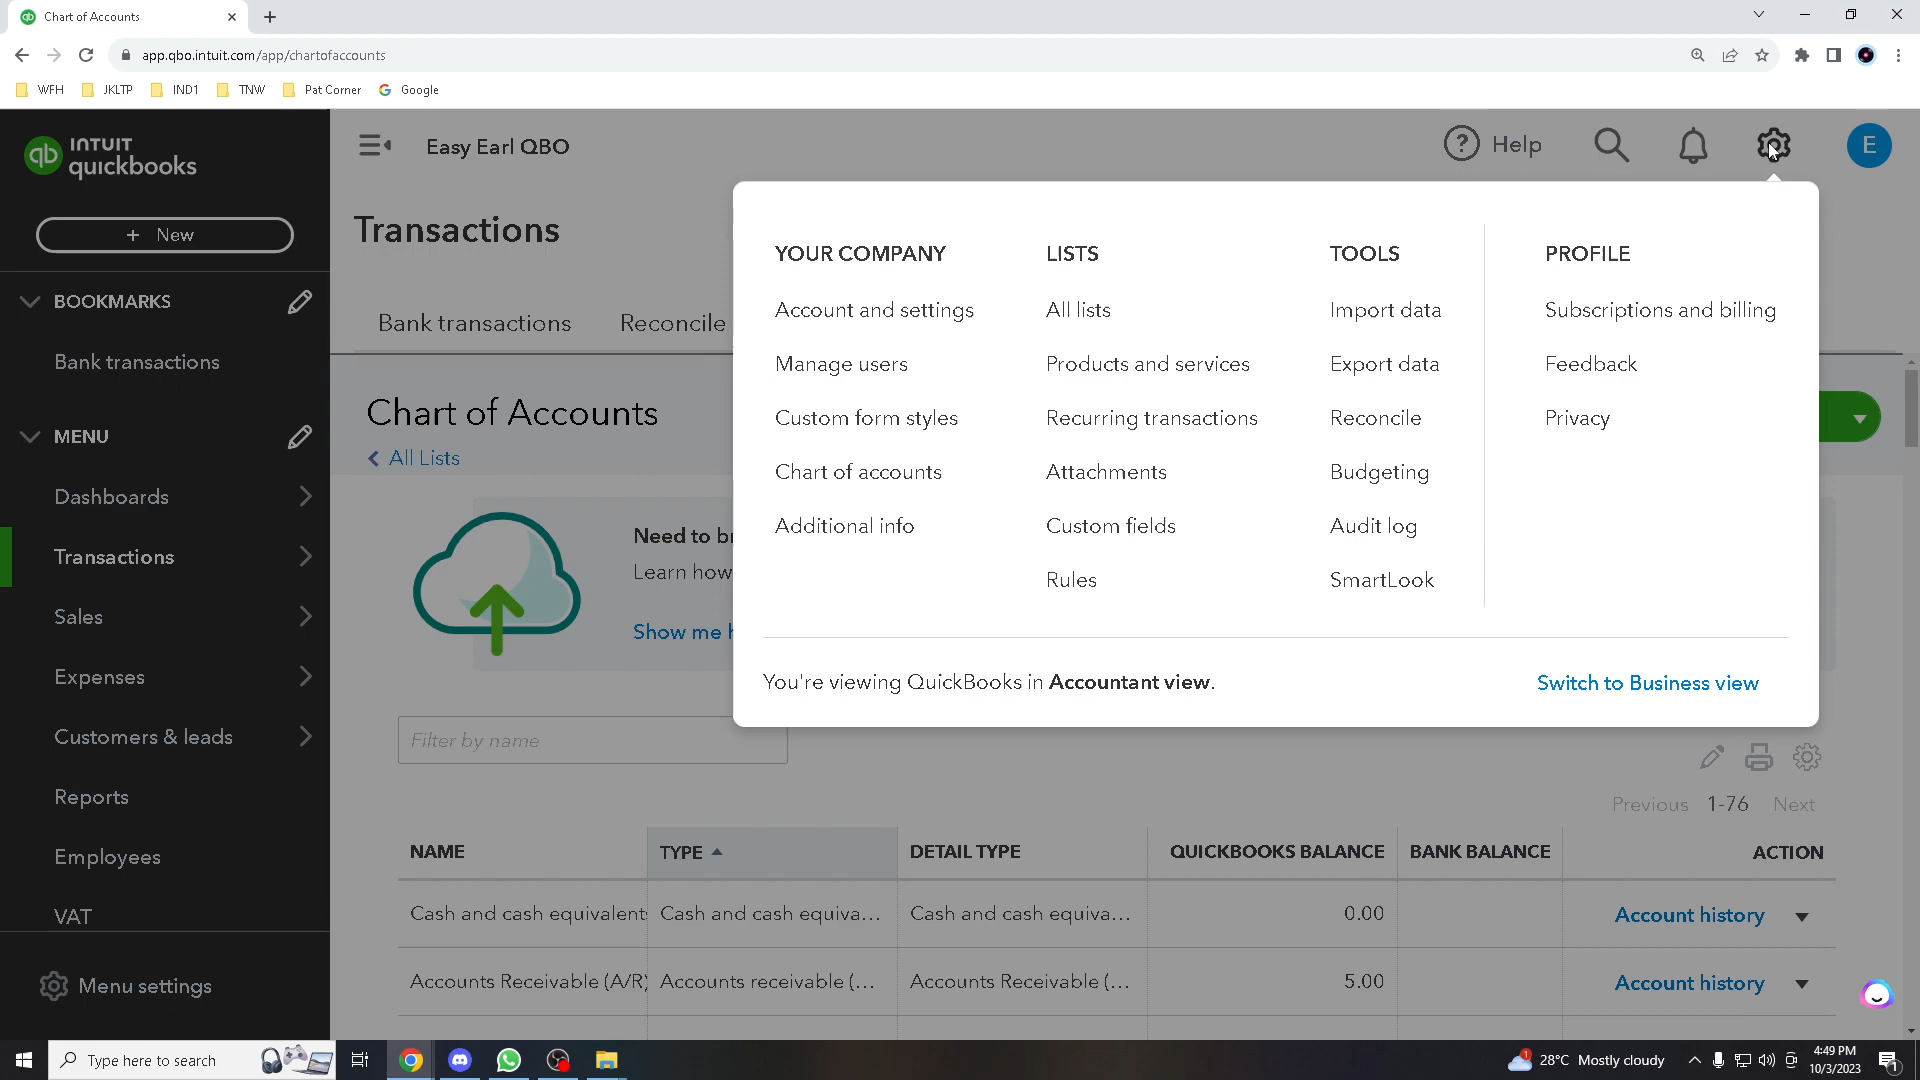 Chart of Accounts
app.qbo.intuit.com/app/chartofaccounts
WFH
JKLTP
IND1
TNW
Pat Corner
Google
INTUIT
quickbooks
Easy Earl QBO
Help
E
+ New
Transactions
BOOKMARKS
Bank transactions
MENU
Dashboards
Transactions
Sales
Expenses
Customers & leads
Reports
Employees
VAT
Menu settings
Bank transactions
Reconcile
Chart of Accounts
All Lists
Need to
Learn how
Show me
YOUR COMPANY
Account and settings
Manage users
Custom form styles
Chart of accounts
Additional info
LISTS
All lists
Products and services
Recurring transactions
Attachments
Custom fields
Rules
TOOLS
Import data
Export data
Reconcile
Budgeting
Audit log
SmartLook
PROFILE
Subscriptions and billing
Feedback
Privacy
You're viewing QuickBooks in Accountant view.
Switch to Business view
Filter by name
Previous 1-76 Next
NAME TYPE DETAIL TYPE QUICKBOOKS BALANCE BANK BALANCE ACTION
Cash and cash equivalents Cash and cash equiva... Cash and cash equiva... 0.00 Account history
Accounts Receivable (A/R) Accounts receivable (... Accounts Receivable (... 5.00 Account history
Type here to search
1
28°C Mostly cloudy
4:49 PM
10/3/2023
1